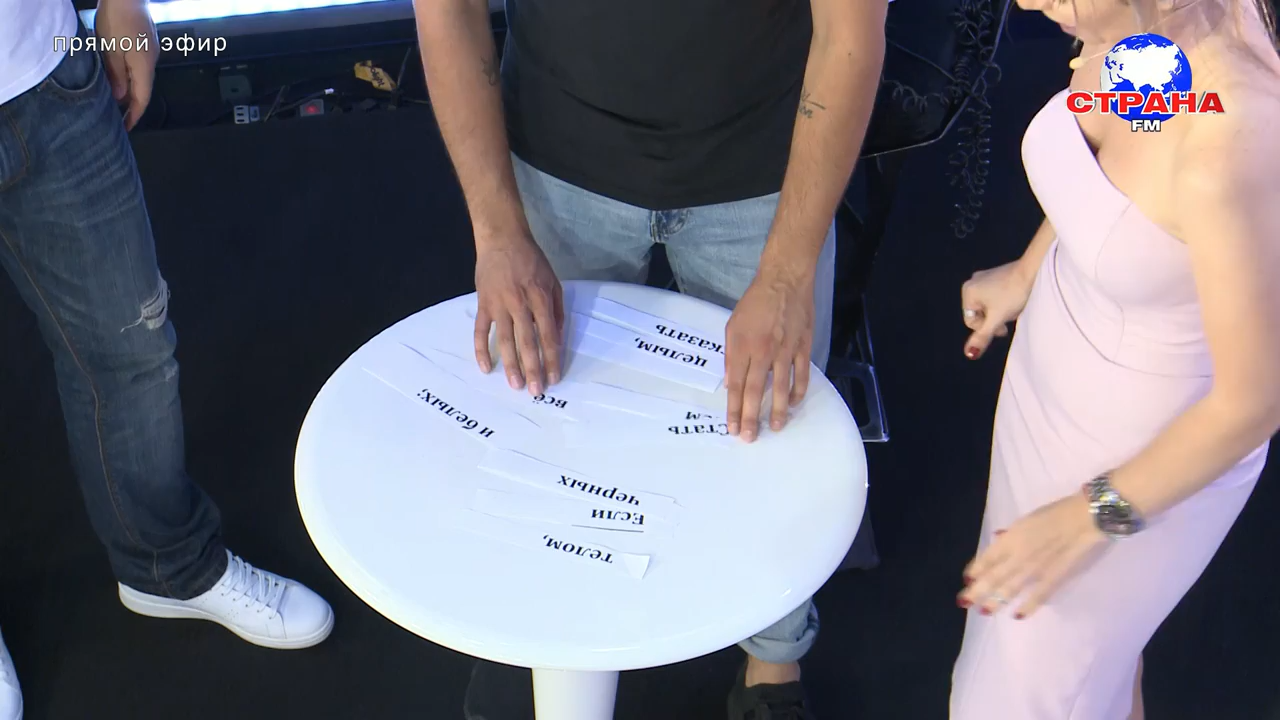 прямой эфир
СТРАНА
FM
сказать
целым,
всё
и белых;
Стать
черных
Если
телом,